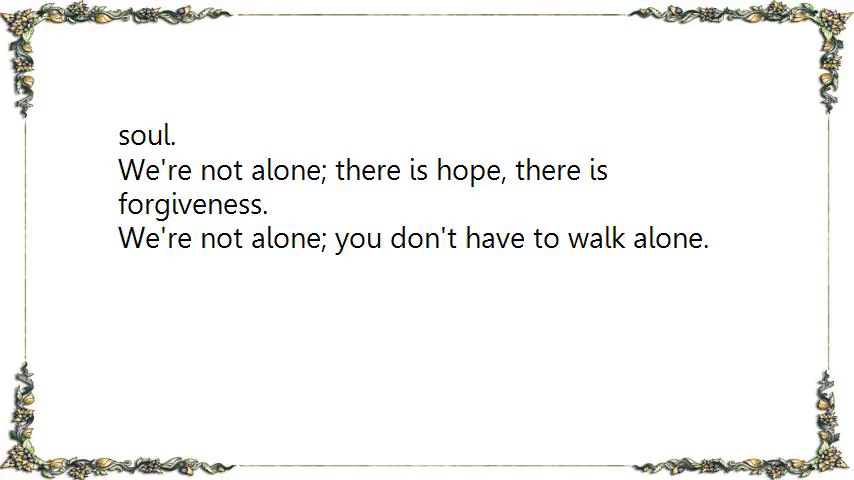 soul.
We're not alone; there is hope, there is
forgiveness.
We're not alone; you don't have to walk alone.